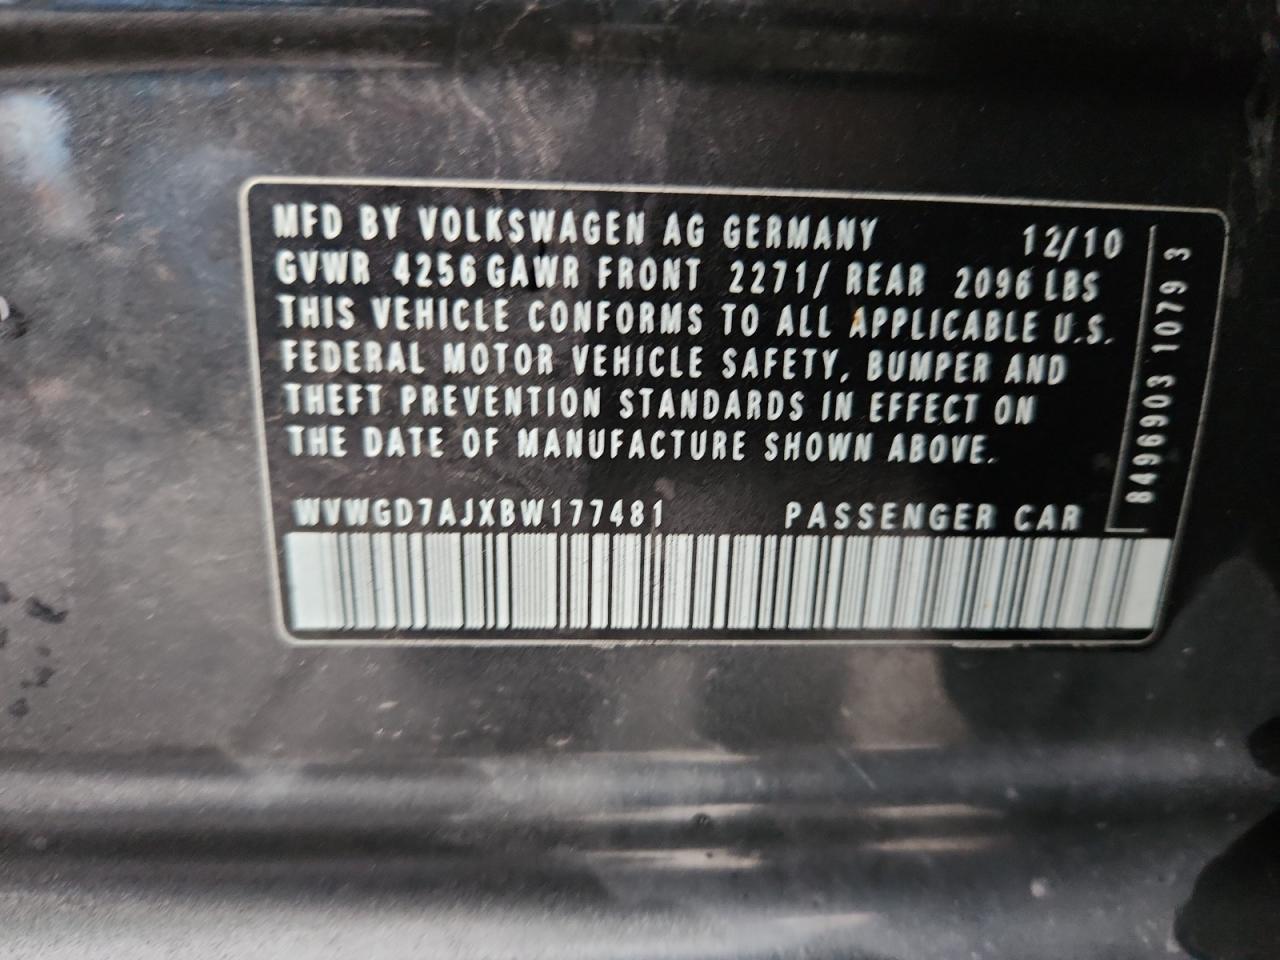 MFD BY VOLKSWAGEN AG GERMANY 12/10
GVWR 4256 GAWR FRONT 2271/ REAR 2096 LBS
THIS VEHICLE CONFORMS TO ALL APPLICABLE U.S.
FEDERAL MOTOR VEHICLE SAFETY, BUMPER AND
THEFT PREVENTION STANDARDS IN EFFECT ON
THE DATE OF MANUFACTURE SHOWN ABOVE.
WVWGD7AJXBW177481 PASSENGER CAR
8496903 1079 3